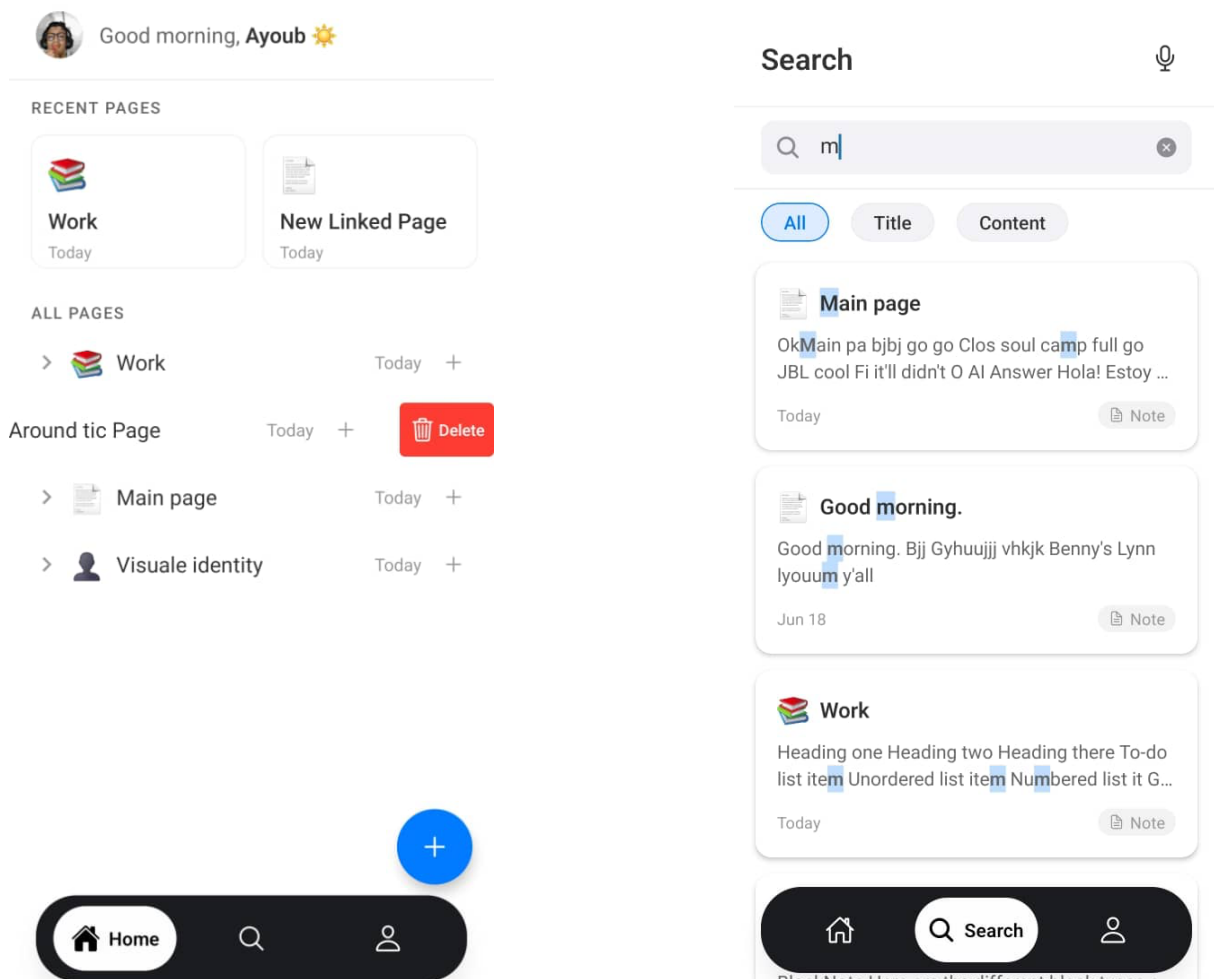 Good morning, Ayoub ☀️
RECENT PAGES
Work
Today
New Linked Page
Today
ALL PAGES
Work Today +
Around tic Page Today + Delete
Main page Today +
Visuale identity Today +
Home
Search
m
All Title Content
Main page
OkMain pa bjbj go go Clos soul camp full go
JBL cool Fi it'll didn't O AI Answer Hola! Estoy ...
Today Note
Good morning.
Good morning. Bjj Gyhuujjj vhkjk Benny's Lynn
lyouum y'all
Jun 18 Note
Work
Heading one Heading two Heading there To-do
list item Unordered list item Numbered list it G...
Today Note
Search